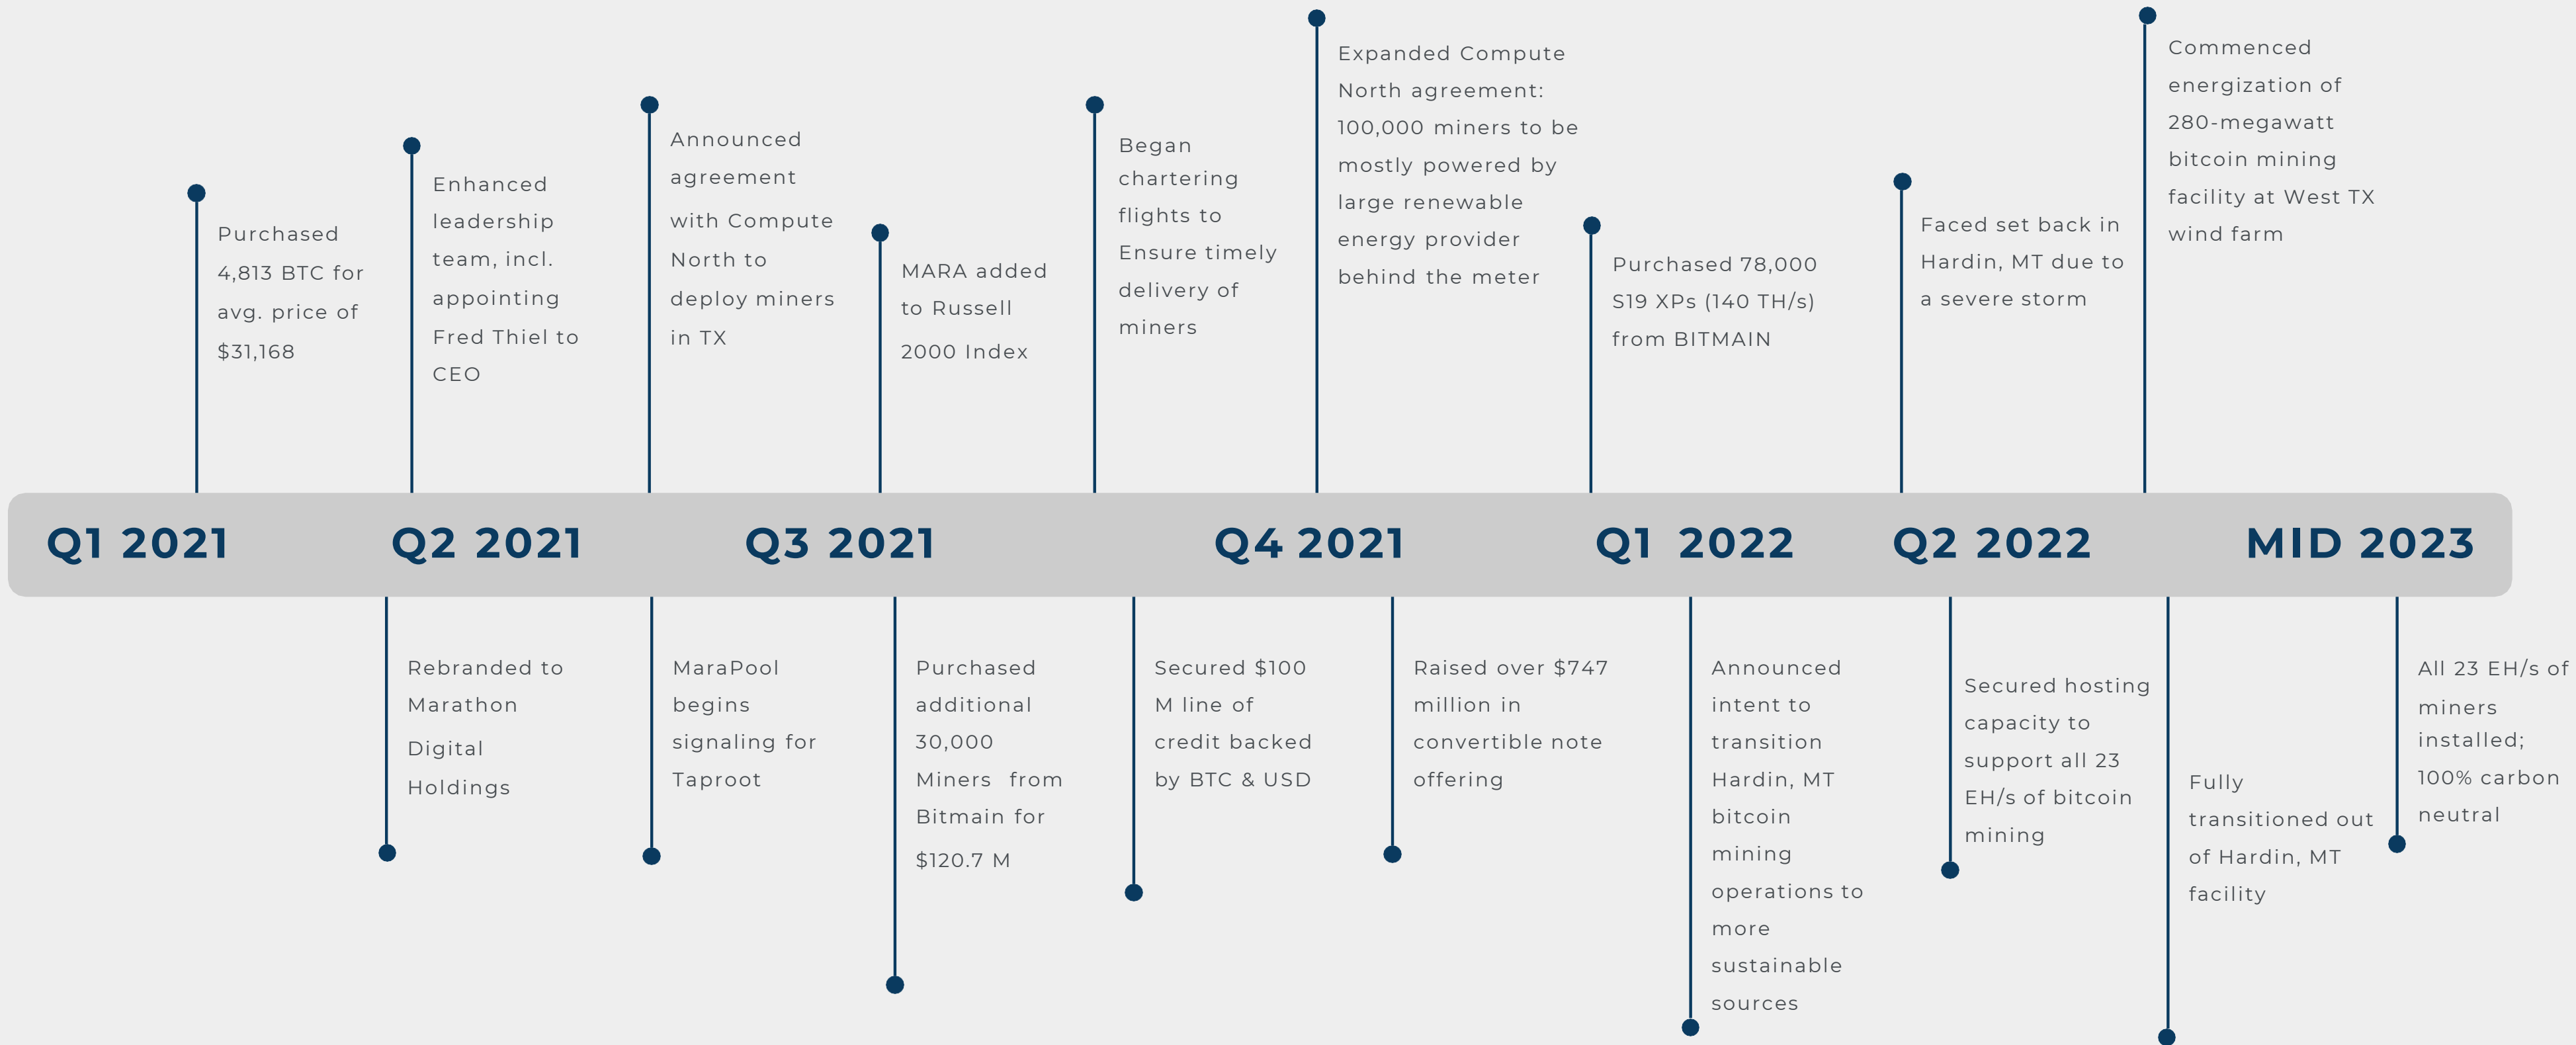 Purchased
4,813 BTC for
avg. price of
$31,168
Enhanced
leadership
team, incl.
appointing
Fred Thiel to
CEO
Announced
agreement
with Compute
North to
deploy miners
in TX
MARA added
to Russell
2000 Index
Began
chartering
flights to
Ensure timely
delivery of
miners
Expanded Compute
North agreement:
100,000 miners to be
mostly powered by
large renewable
energy provider
behind the meter
Purchased 78,000
S19 XPs (140 TH/s)
from BITMAIN
Faced set back in
Hardin, MT due to
a severe storm
Commenced
energization of
280-megawatt
bitcoin mining
facility at West TX
wind farm
Q1 2021
Q2 2021
Q3 2021
Q4 2021
Q1 2022
Q2 2022
MID 2023
Rebranded to
Marathon
Digital
Holdings
MaraPool
begins
signaling for
Taproot
Purchased
additional
30,000
Miners from
Bitmain for
$120.7 M
Secured $100
M line of
credit backed
by BTC & USD
Raised over $747
million in
convertible note
offering
Announced
intent to
transition
Hardin, MT
bitcoin
mining
operations to
more
sustainable
sources
Secured hosting
capacity to
support all 23
EH/s of bitcoin
mining
Fully
transitioned out
of Hardin, MT
facility
All 23 EH/s of
miners
installed;
100% carbon
neutral